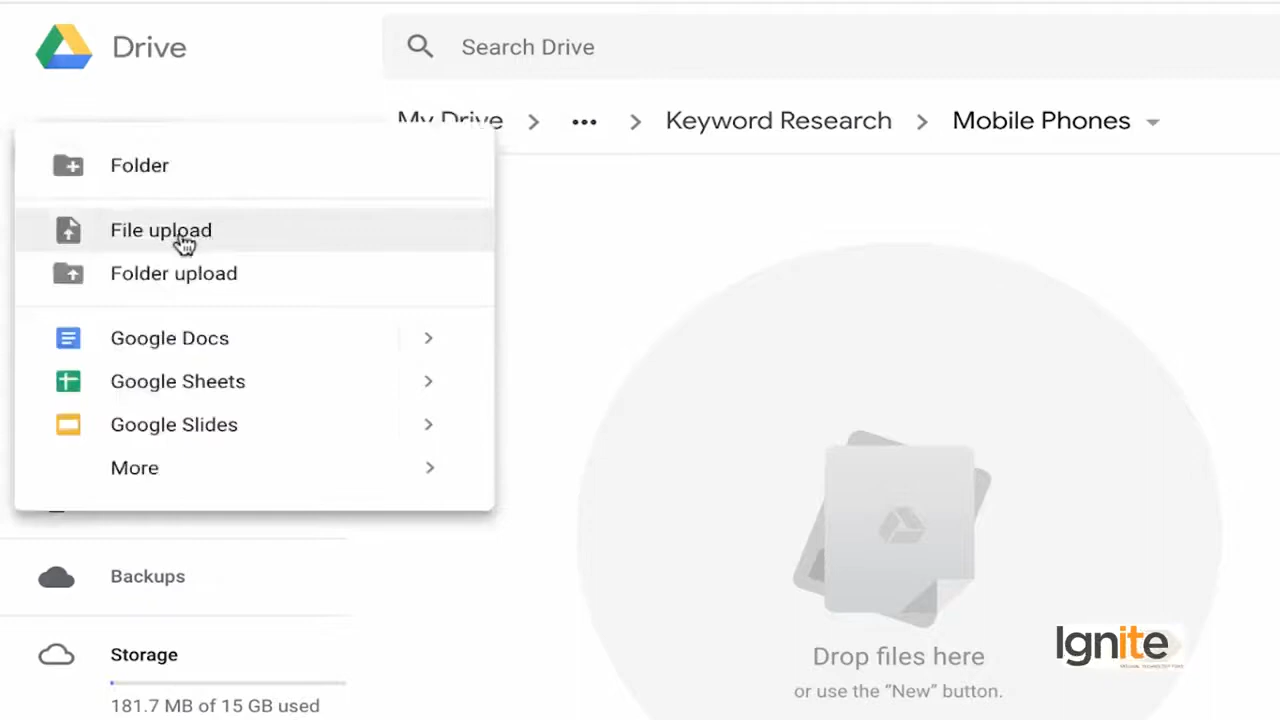 Drive
Search Drive
My Drive > ... > Keyword Research > Mobile Phones
Folder
File upload
Folder upload
Google Docs
Google Sheets
Google Slides
More
Backups
Storage
181.7 MB of 15 GB used
Drop files here
or use the “New” button.
Ignite